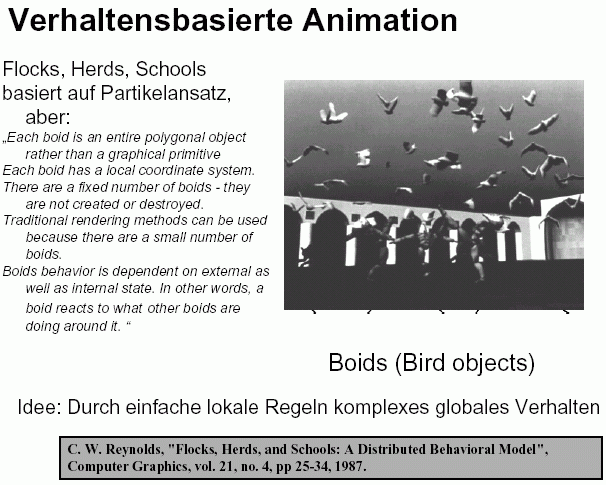 Verhaltensbasierte Animation
Flocks, Herds, Schools
basiert auf Partikelansatz,
aber:
„Each boid is an entire polygonal object
rather than a graphical primitive
Each boid has a local coordinate system.
There are a fixed number of boids - they
are not created or destroyed.
Traditional rendering methods can be used
because there are a small number of
boids.
Boids behavior is dependent on external as
well as internal state. In other words, a
boid reacts to what other boids are
doing around it. “
Boids (Bird objects)
Idee: Durch einfache lokale Regeln komplexes globales Verhalten
C. W. Reynolds, "Flocks, Herds, and Schools: A Distributed Behavioral Model",
Computer Graphics, vol. 21, no. 4, pp 25-34, 1987.